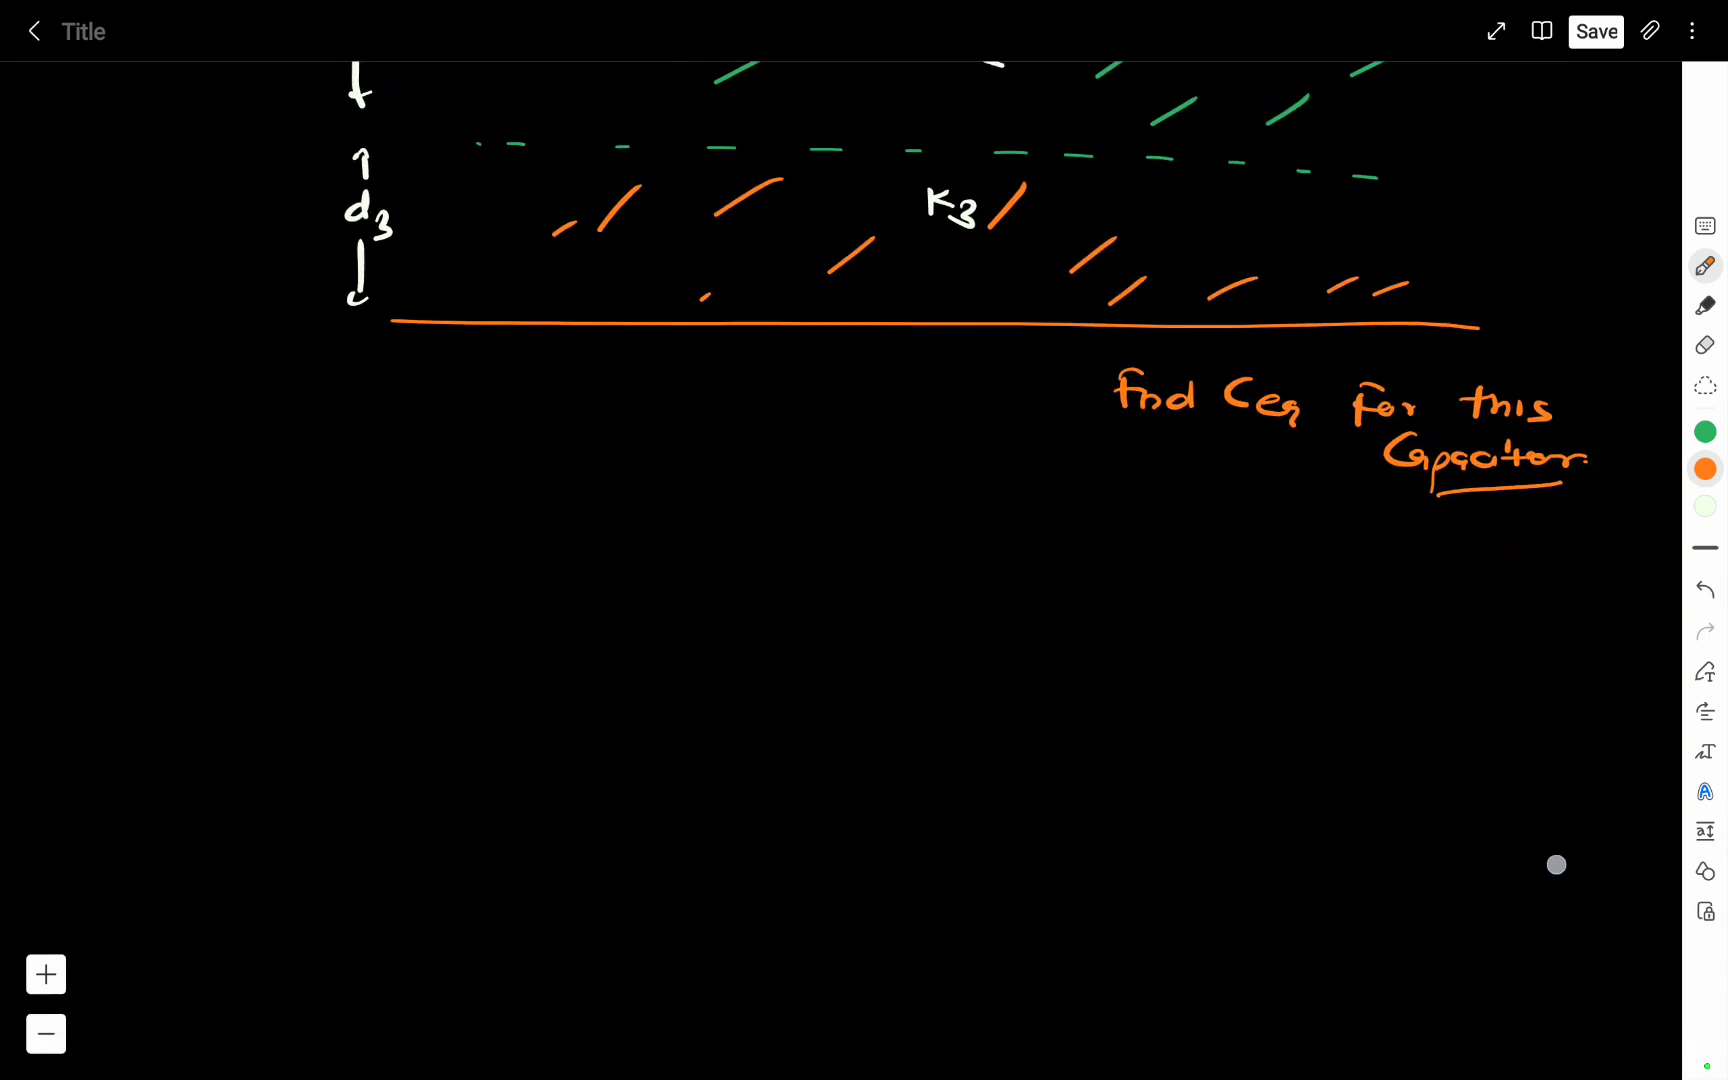 Title
Save
d3
K3
Find Ceq for this
Capacitor.